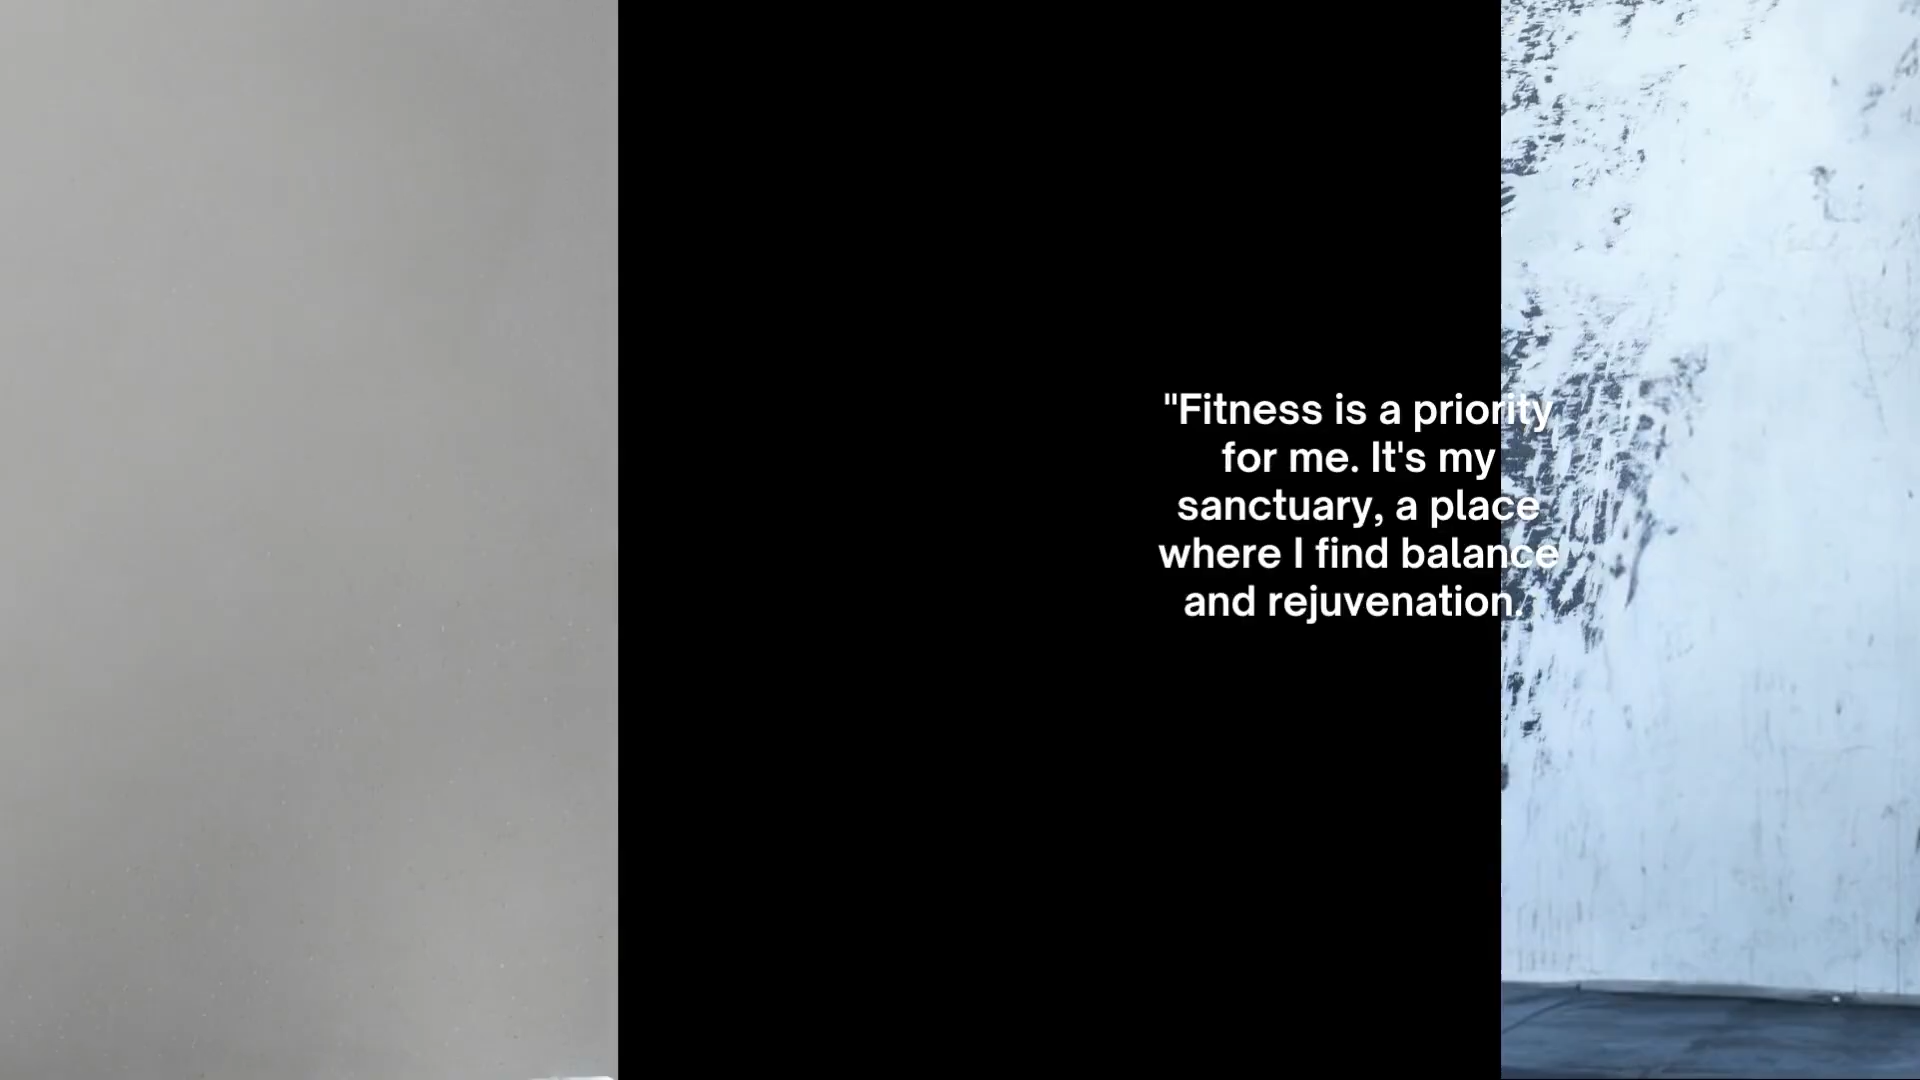 "Fitness is a priority
for me. It's my
sanctuary, a place
where I find balance
and rejuvenation.